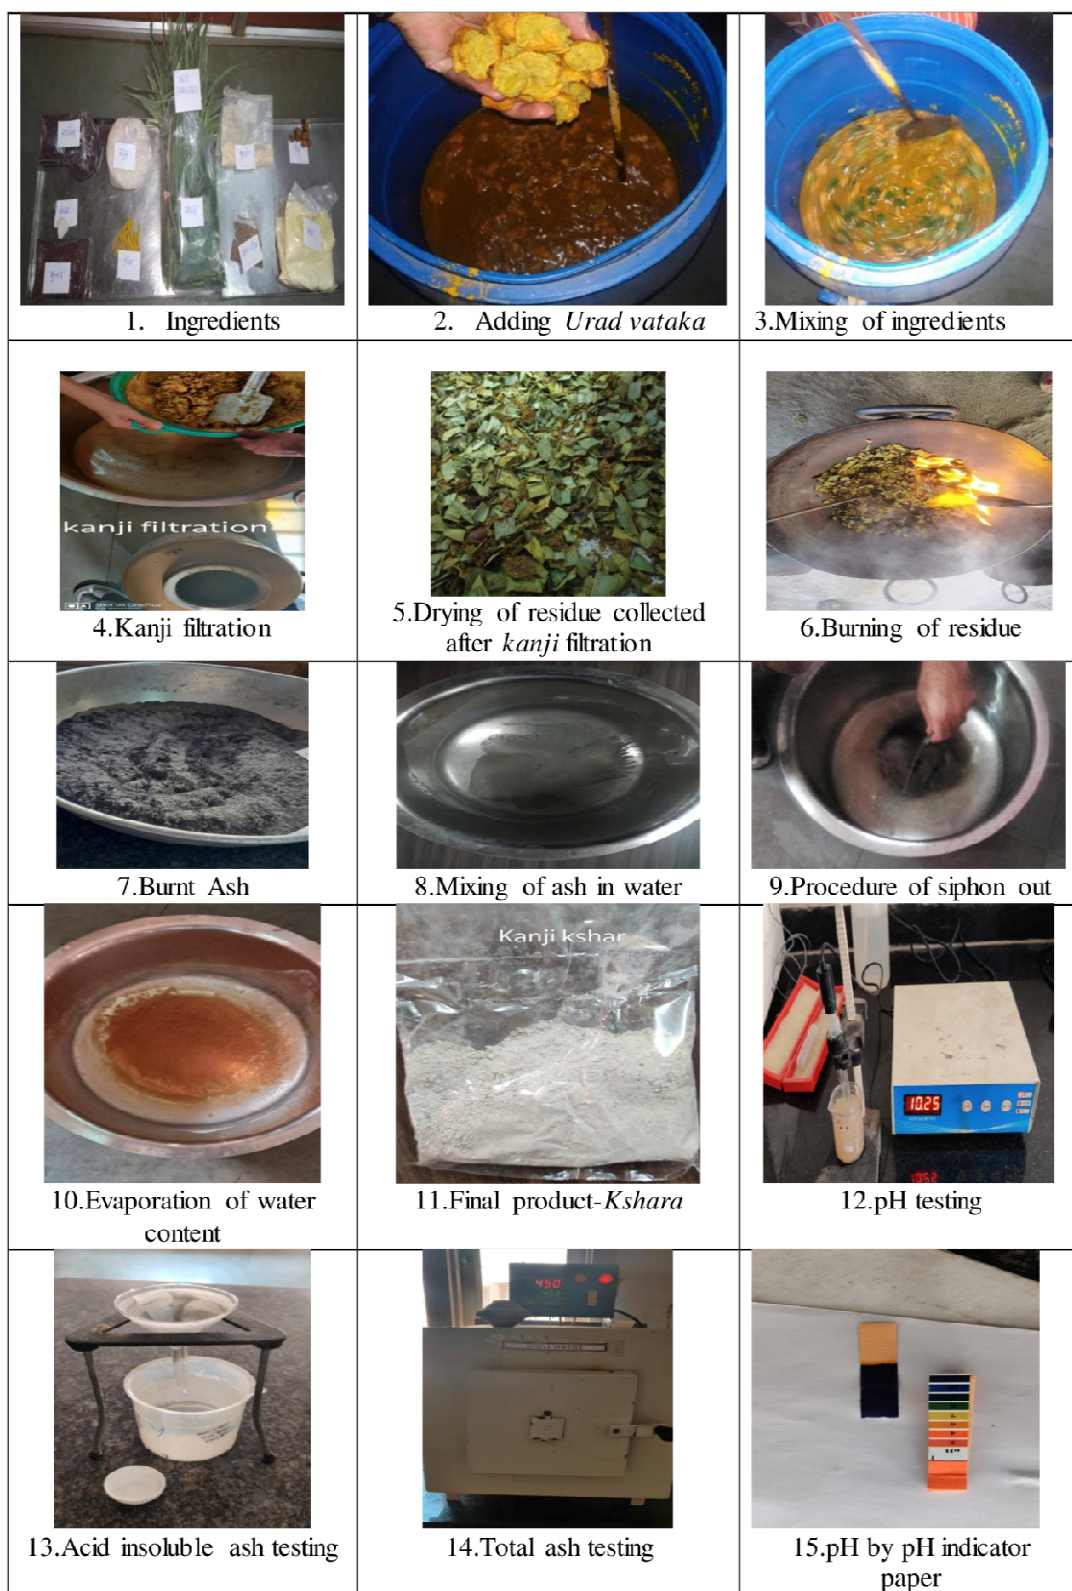 1. Ingredients
2. Adding Urad vataka
3.Mixing of ingredients
kanji filtration
4.Kanji filtration
5.Drying of residue collected
after kanji filtration
6.Burning of residue
7.Burnt Ash
8.Mixing of ash in water
9.Procedure of siphon out
10.Evaporation of water
content
Kanji kshar
11.Final product-Kshara
10.25
12.pH testing
13.Acid insoluble ash testing
450
14.Total ash testing
pH
15.pH by pH indicator
paper